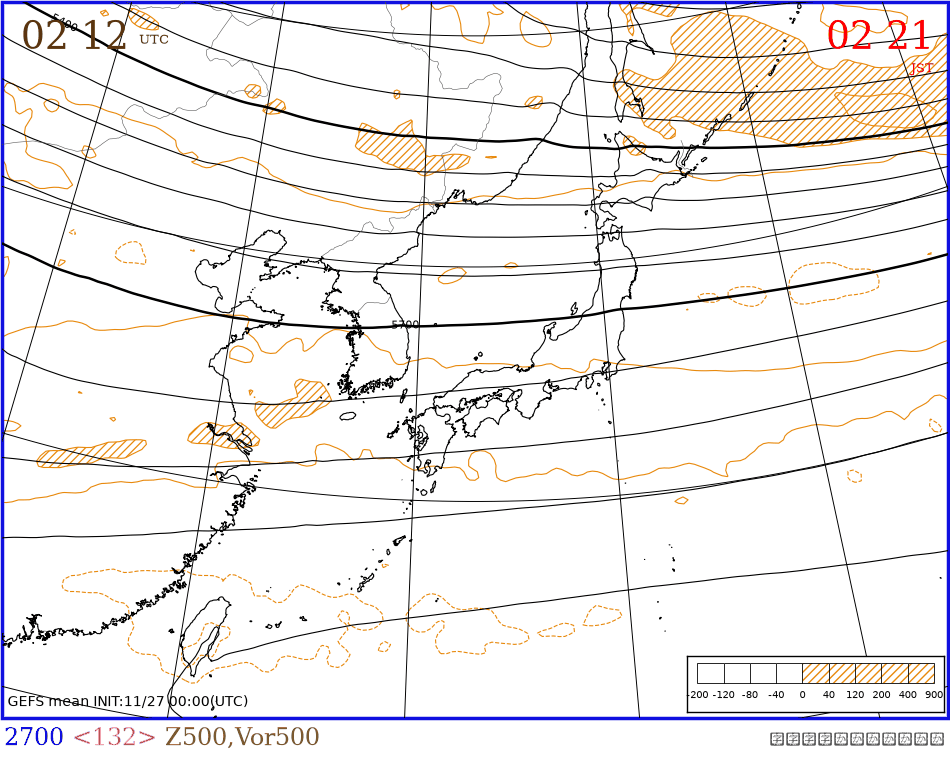 5400
02 12 UTC
02 21
JST
5700
-200 -120 -80 -40 0 40 120 200 400 900
GEFS mean INIT:11/27 00:00(UTC)
2700 <132> Z500,Vor500